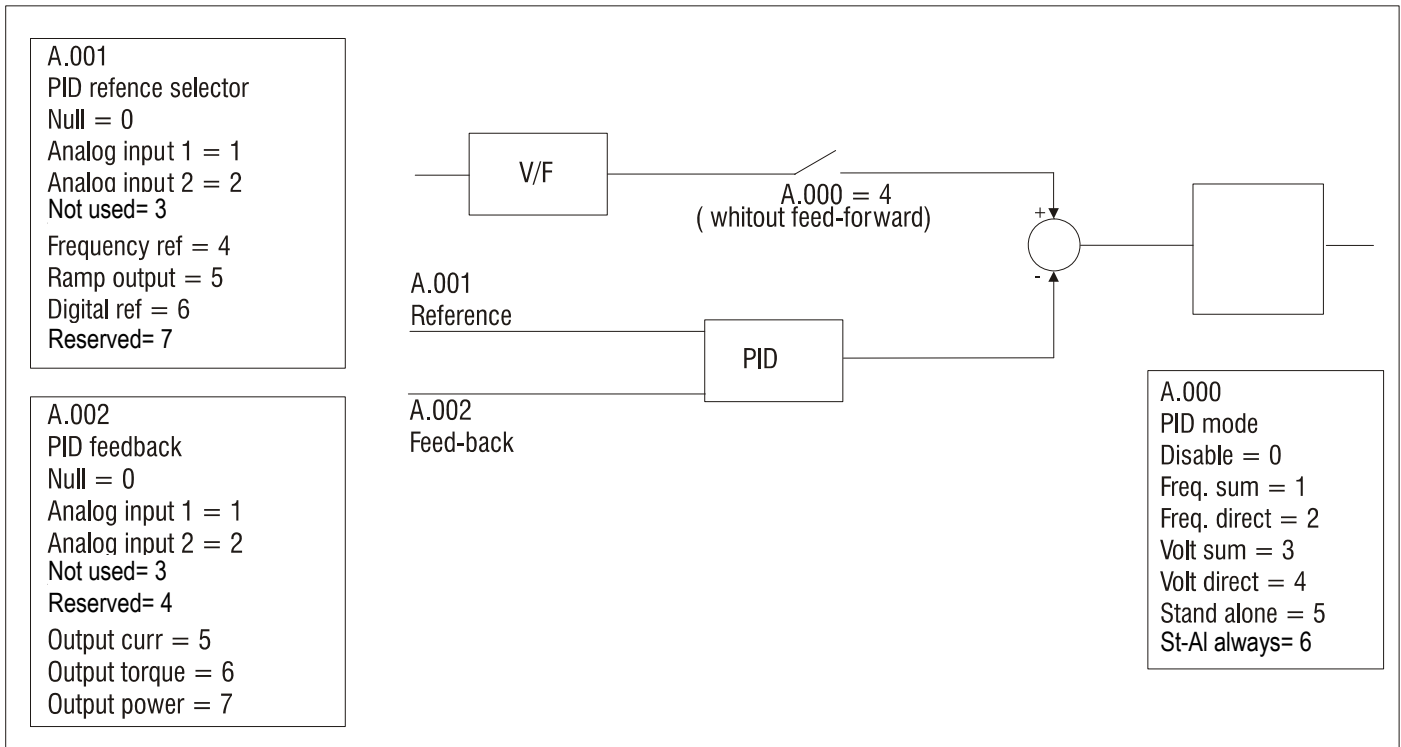 A.001
PID refence selector
Null = 0
Analog input 1 = 1
Analog input 2 = 2
Not used= 3
Frequency ref = 4
Ramp output = 5
Digital ref = 6
Reserved= 7
A.002
PID feedback
Null = 0
Analog input 1 = 1
Analog input 2 = 2
Not used= 3
Reserved= 4
Output curr = 5
Output torque = 6
Output power = 7
V/F
A.000 = 4
( whitout feed-forward)
+
-
A.001
Reference
PID
A.002
Feed-back
A.000
PID mode
Disable = 0
Freq. sum = 1
Freq. direct = 2
Volt sum = 3
Volt direct = 4
Stand alone = 5
St-Al always= 6